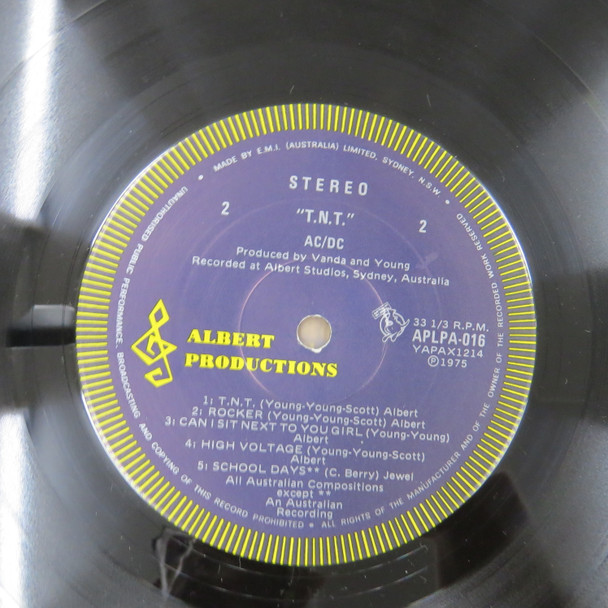 UNAUTHORISED PUBLIC PERFORMANCE, BROADCASTING AND COPYING OF THIS RECORD PROHIBITED • ALL RIGHTS OF THE MANUFACTURER AND OF THE OWNER OF THE RECORDED WORK RESERVED • MADE BY E.M.I. (AUSTRALIA) LIMITED, SYDNEY, N.S.W •
STEREO
2 "T.N.T." 2
AC/DC
Produced by Vanda and Young
Recorded at Albert Studios, Sydney, Australia
33 1/3 R.P.M.
APLPA-016
YAPAX1214
℗1975
ALBERT
PRODUCTIONS
1: T.N.T. (Young-Young-Scott) Albert
2: ROCKER (Young-Young-Scott) Albert
3: CAN I SIT NEXT TO YOU GIRL (Young-Young)
Albert
4: HIGH VOLTAGE (Young-Young-Scott)
Albert
5: SCHOOL DAYS** (C. Berry) Jewel
All Australian Compositions
except **
An Australian
Recording